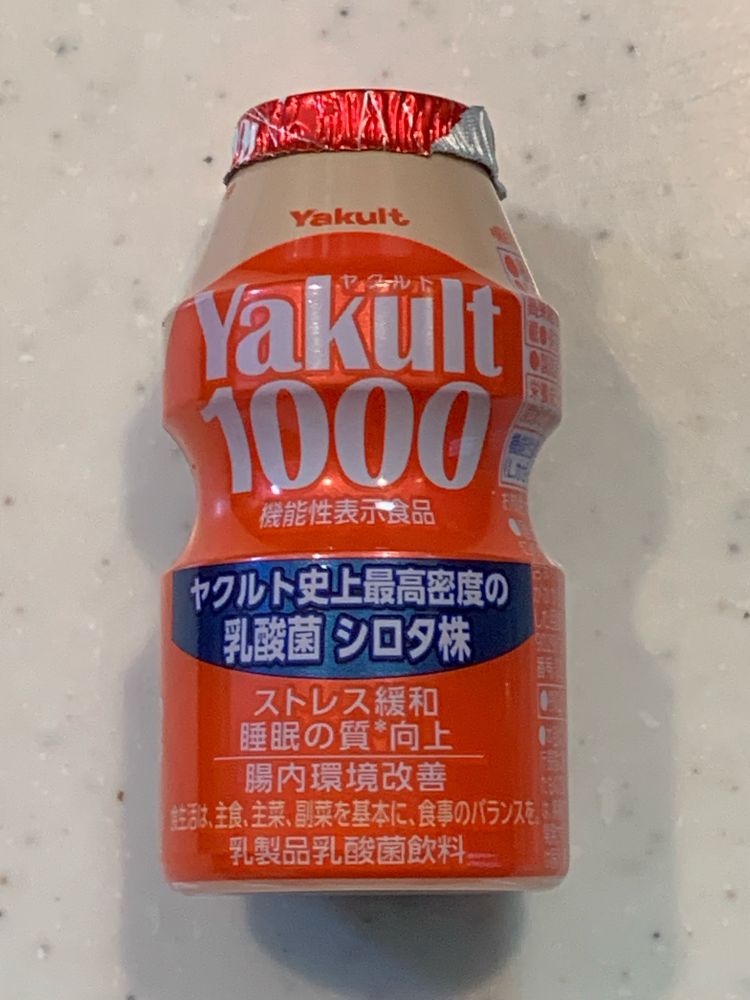 Yakult
ヤクルト
Yakult
1000
機能性表示食品
ヤクルト史上最高密度の
乳酸菌 シロタ株
ストレス緩和
睡眠の質*向上
腸内環境改善
食生活は、主食、主菜、副菜を基本に、食事のバランスを。
乳製品乳酸菌飲料